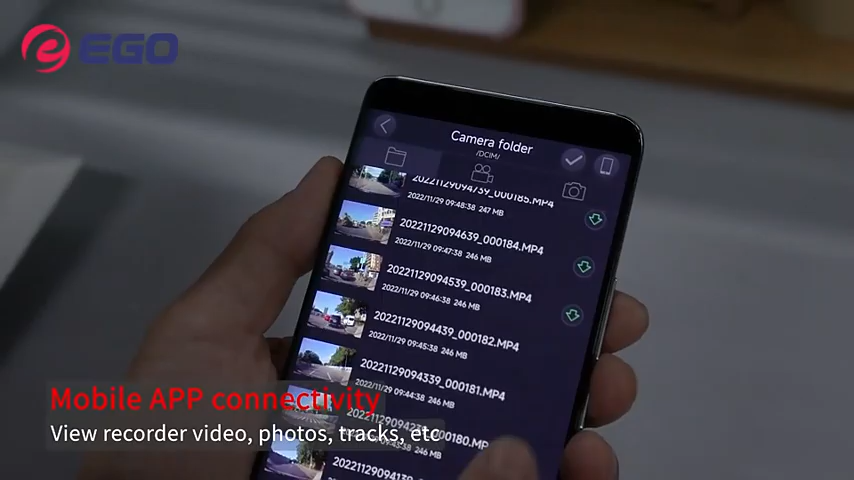 e EGO
Camera folder
/DCIM/
20221129094739_000185.MP4
2022/11/29 09:48:38 247 MB
20221129094639_000184.MP4
2022/11/29 09:47:38 246 MB
20221129094539_000183.MP4
2022/11/29 09:46:38 246 MB
20221129094439_000182.MP4
2022/11/29 09:45:38 246 MB
20221129094339_000181.MP4
2022/11/29 09:44:38 246 MB
Mobile APP connectivity
View recorder video, photos, tracks, etc